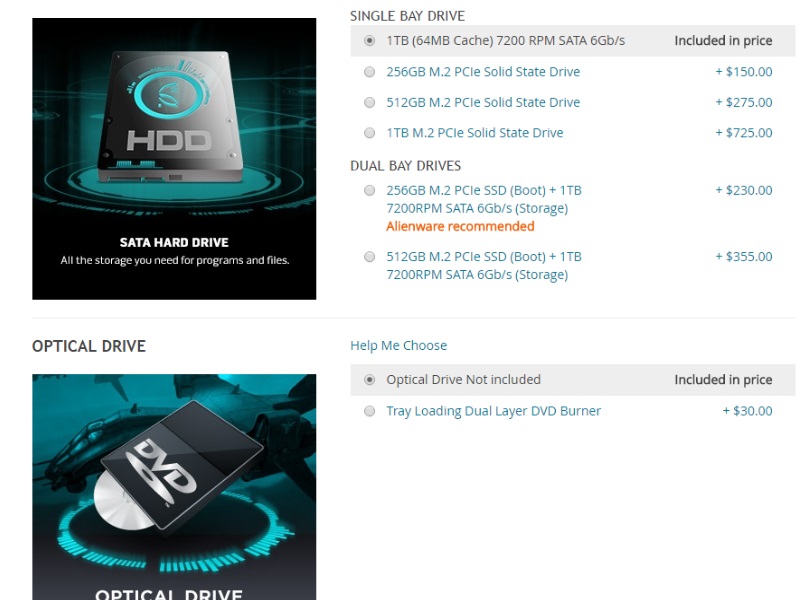 SINGLE BAY DRIVE
1TB (64MB Cache) 7200 RPM SATA 6Gb/s Included in price
256GB M.2 PCIe Solid State Drive + $150.00
512GB M.2 PCIe Solid State Drive + $275.00
1TB M.2 PCIe Solid State Drive + $725.00
DUAL BAY DRIVES
256GB M.2 PCIe SSD (Boot) + 1TB + $230.00
7200RPM SATA 6Gb/s (Storage)
Alienware recommended
512GB M.2 PCIe SSD (Boot) + 1TB + $355.00
7200RPM SATA 6Gb/s (Storage)
HDD
SATA HARD DRIVE
All the storage you need for programs and files.
OPTICAL DRIVE
Help Me Choose
Optical Drive Not included Included in price
Tray Loading Dual Layer DVD Burner + $30.00
DVD
OPTICAL DRIVE